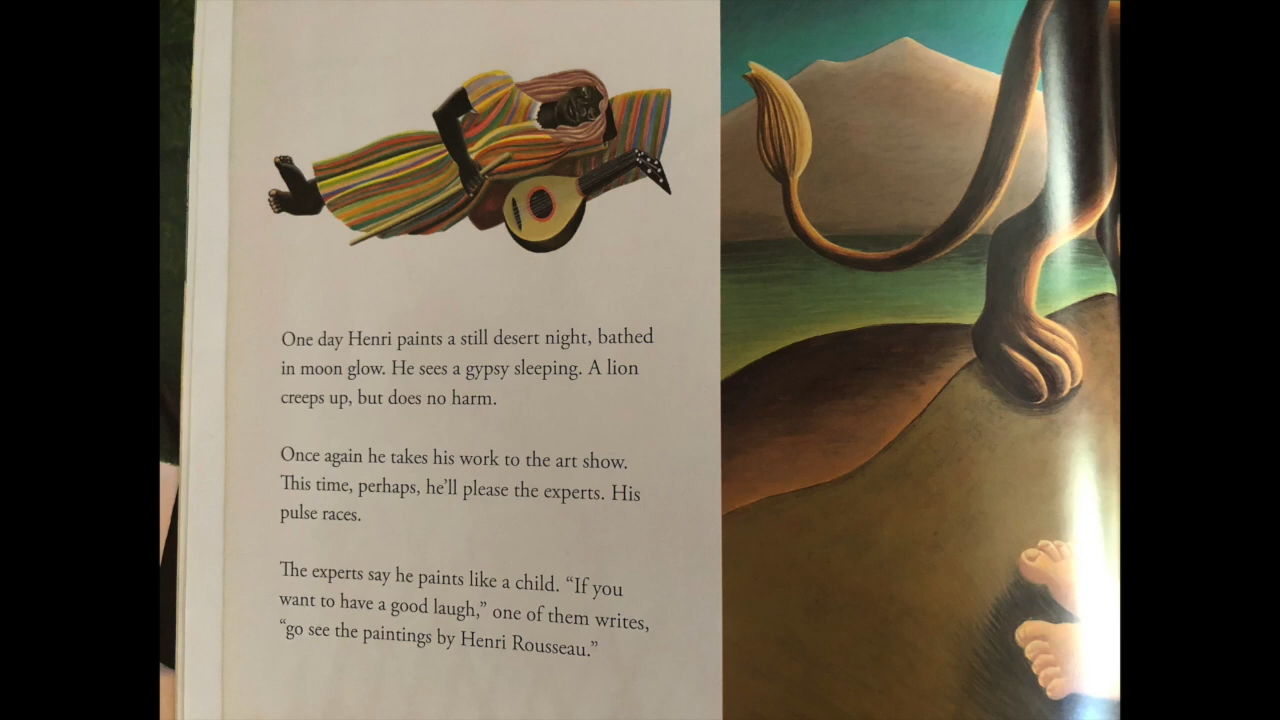 One day Henri paints a still desert night, bathed
in moon glow. He sees a gypsy sleeping. A lion
creeps up, but does no harm.
Once again he takes his work to the art show.
This time, perhaps, he’ll please the experts. His
pulse races.
The experts say he paints like a child. “If you
want to have a good laugh,” one of them writes,
“go see the paintings by Henri Rousseau.”